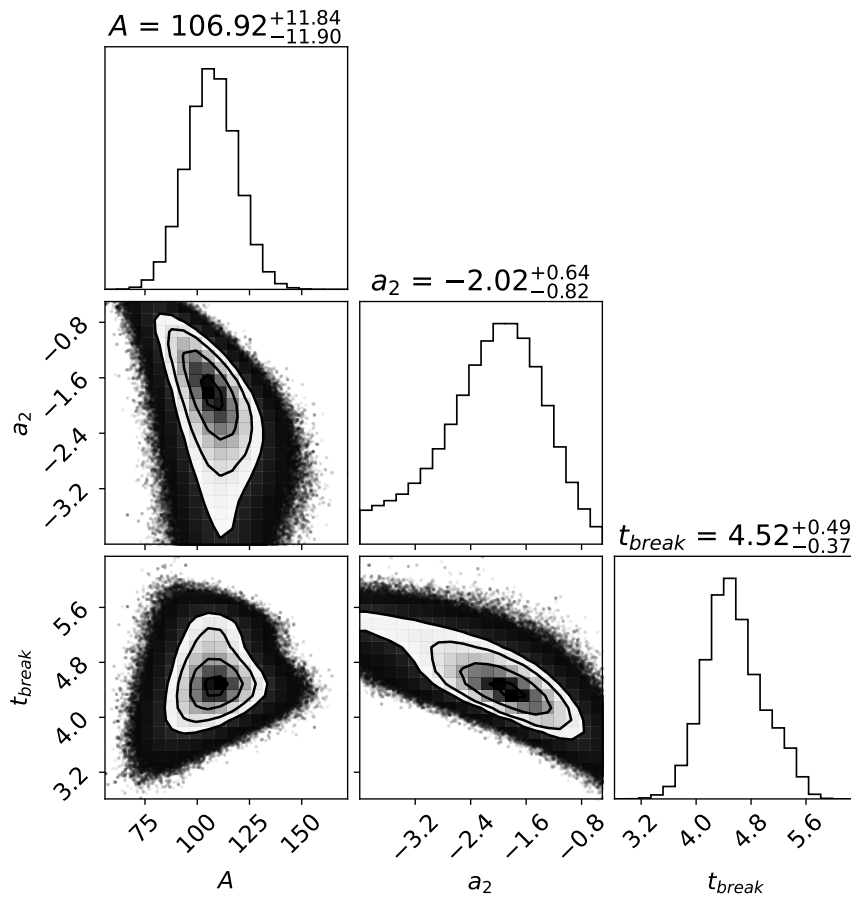 A = 106.92 +11.84 −11.90
a₂ = −2.02 +0.64 −0.82
−0.8
−1.6
−2.4
−3.2
a₂
t_break = 4.52 +0.49 −0.37
5.6
4.8
4.0
3.2
t_break
75 100 125 150
−3.2 −2.4 −1.6 −0.8
3.2 4.0 4.8 5.6
A a₂ t_break